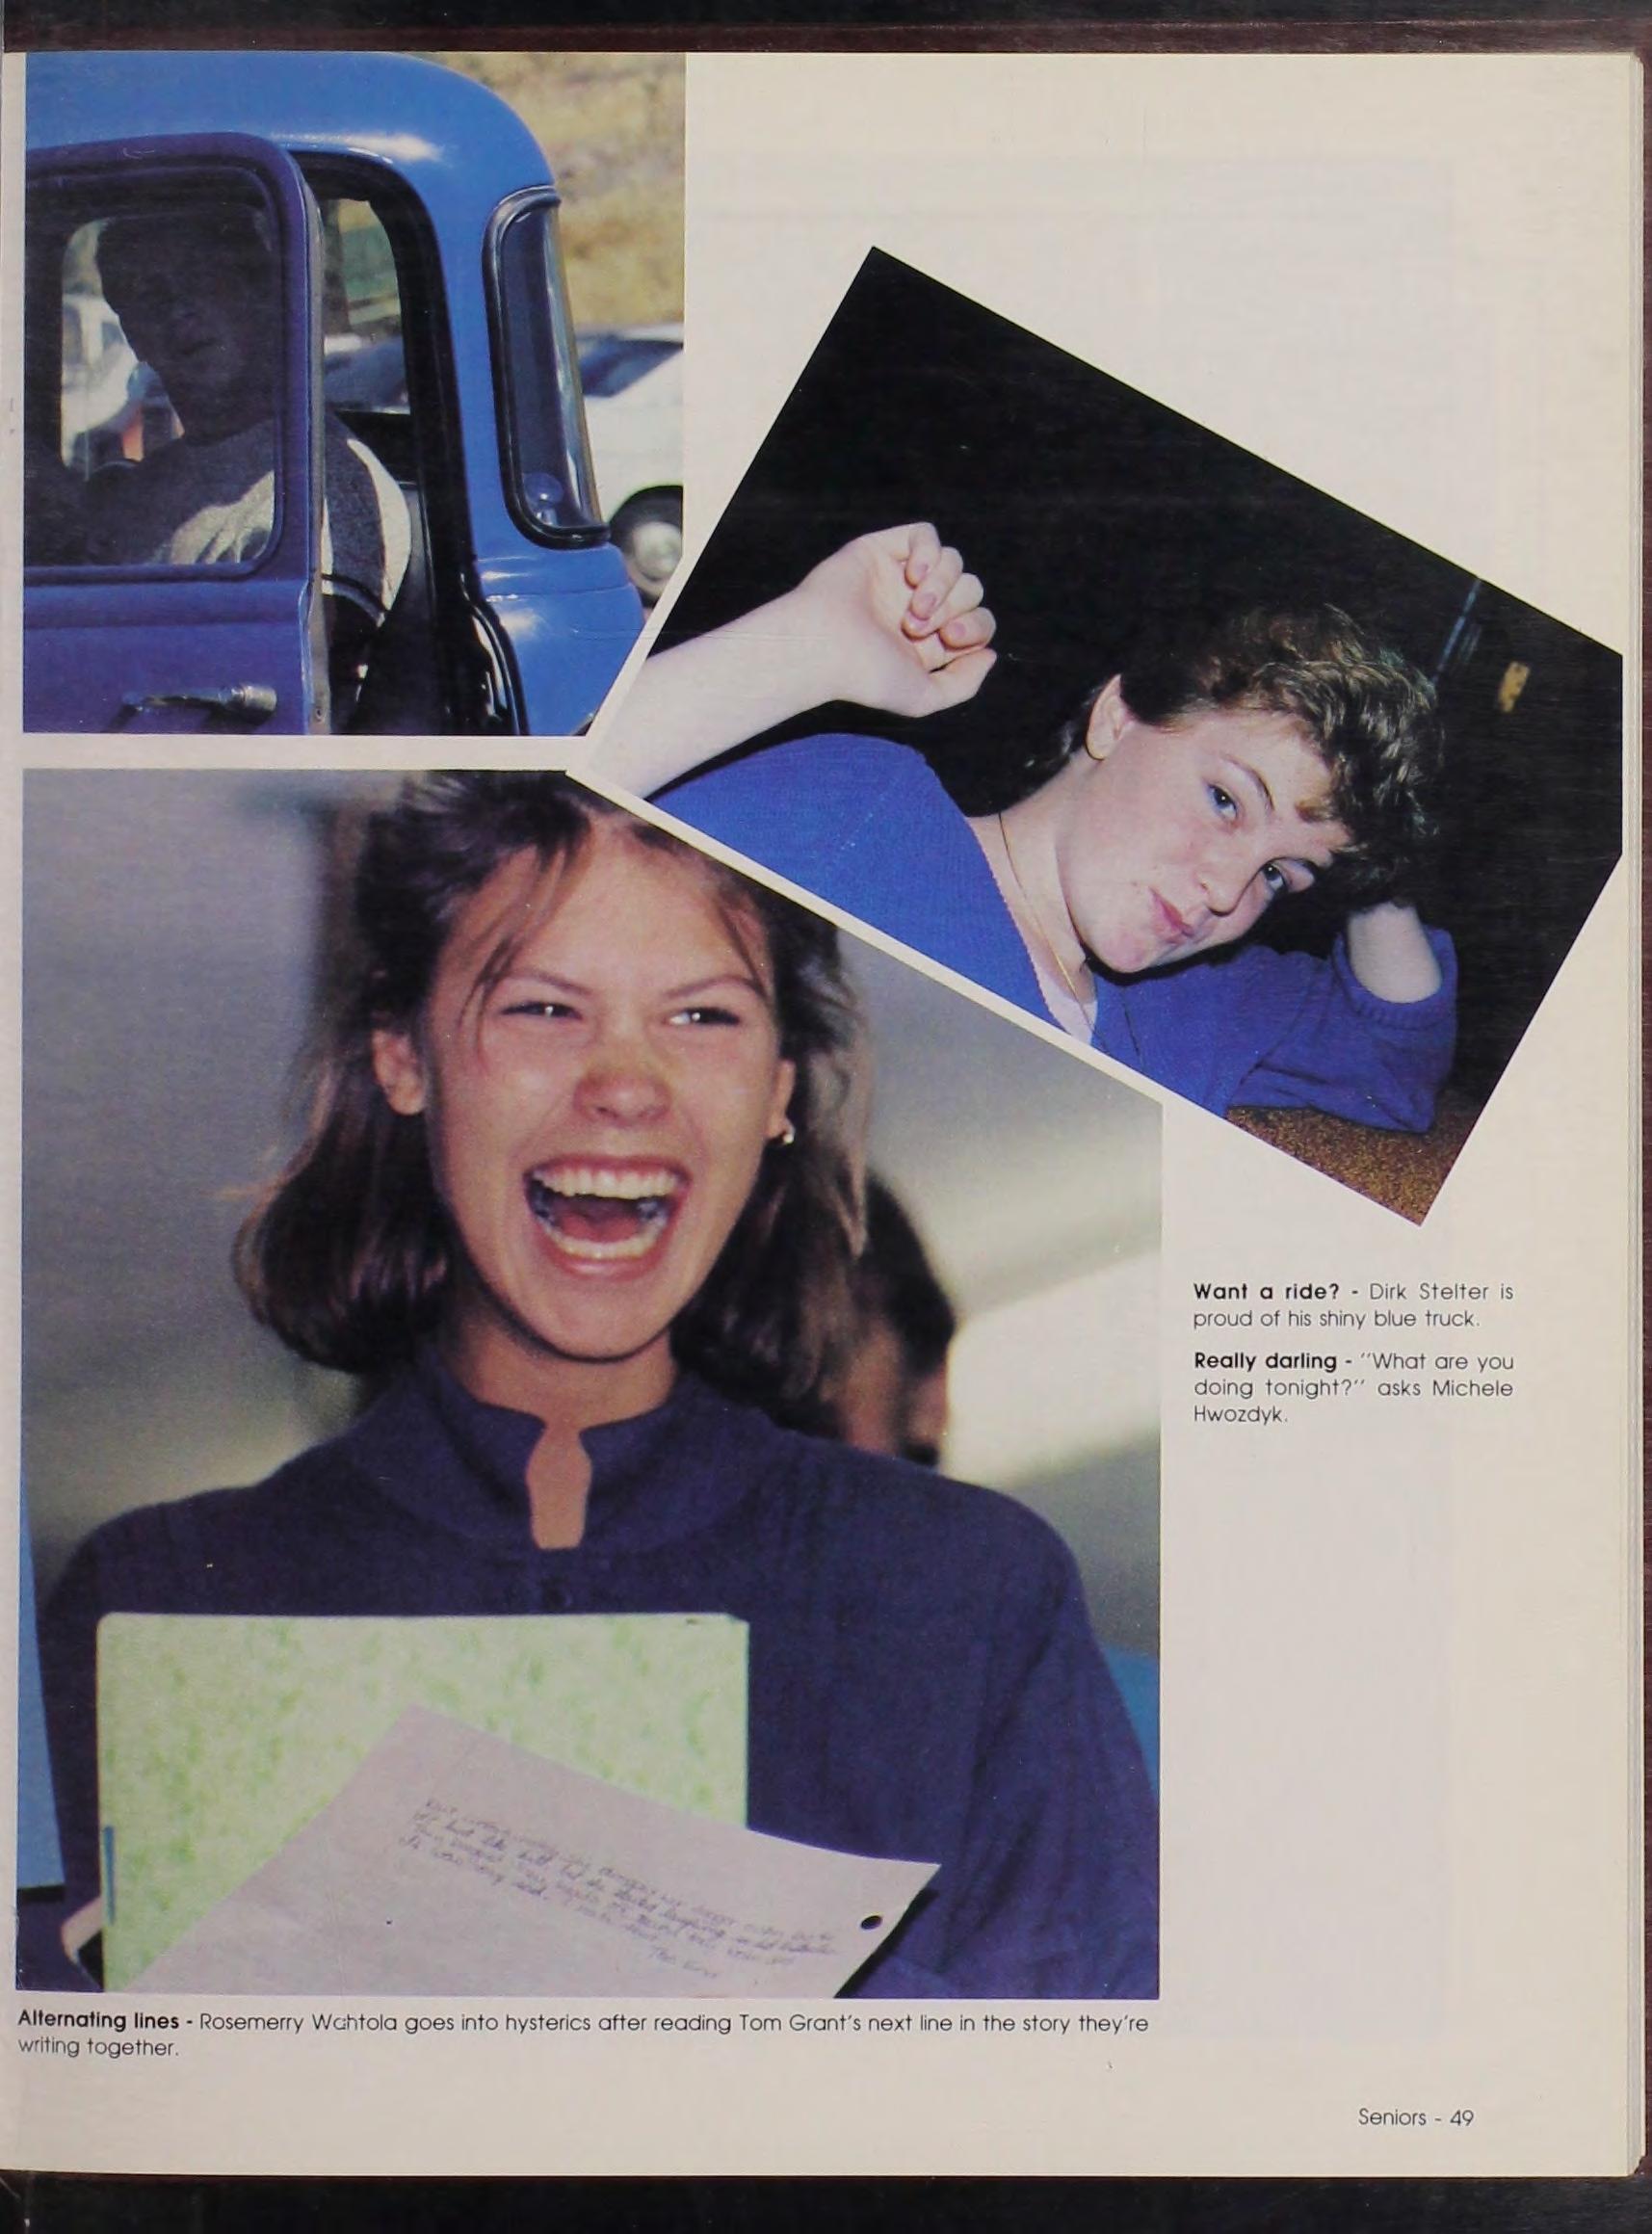 Want a ride? - Dirk Stelter is
proud of his shiny blue truck.
Really darling - "What are you
doing tonight?" asks Michele
Hwozdyk.
Alternating lines - Rosemerry Wahtola goes into hysterics after reading Tom Grant's next line in the story they're
writing together.
Seniors - 49